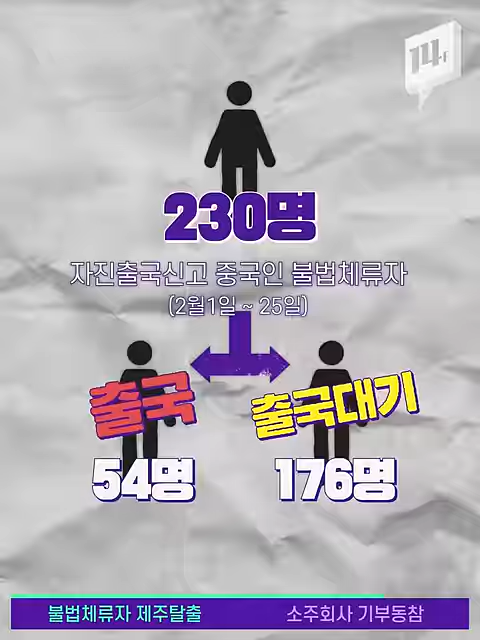 14F
230명
자진출국신고 중국인 불법체류자
(2월1일 ~ 25일)
출국
출국대기
54명
176명
불법체류자 제주탈출
소주회사 기부동참